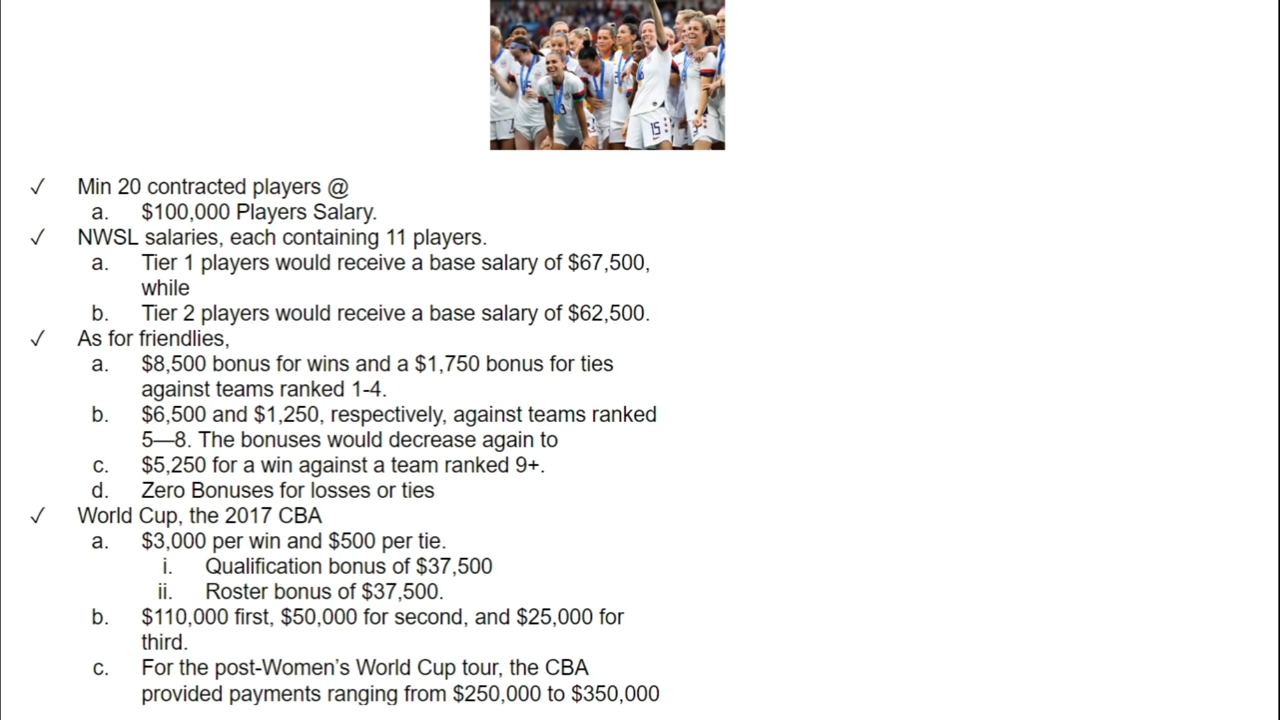 15
✓ Min 20 contracted players @
a. $100,000 Players Salary.
✓ NWSL salaries, each containing 11 players.
a. Tier 1 players would receive a base salary of $67,500,
while
b. Tier 2 players would receive a base salary of $62,500.
✓ As for friendlies,
a. $8,500 bonus for wins and a $1,750 bonus for ties
against teams ranked 1-4.
b. $6,500 and $1,250, respectively, against teams ranked
5—8. The bonuses would decrease again to
c. $5,250 for a win against a team ranked 9+.
d. Zero Bonuses for losses or ties
✓ World Cup, the 2017 CBA
a. $3,000 per win and $500 per tie.
i. Qualification bonus of $37,500
ii. Roster bonus of $37,500.
b. $110,000 first, $50,000 for second, and $25,000 for
third.
c. For the post-Women’s World Cup tour, the CBA
provided payments ranging from $250,000 to $350,000